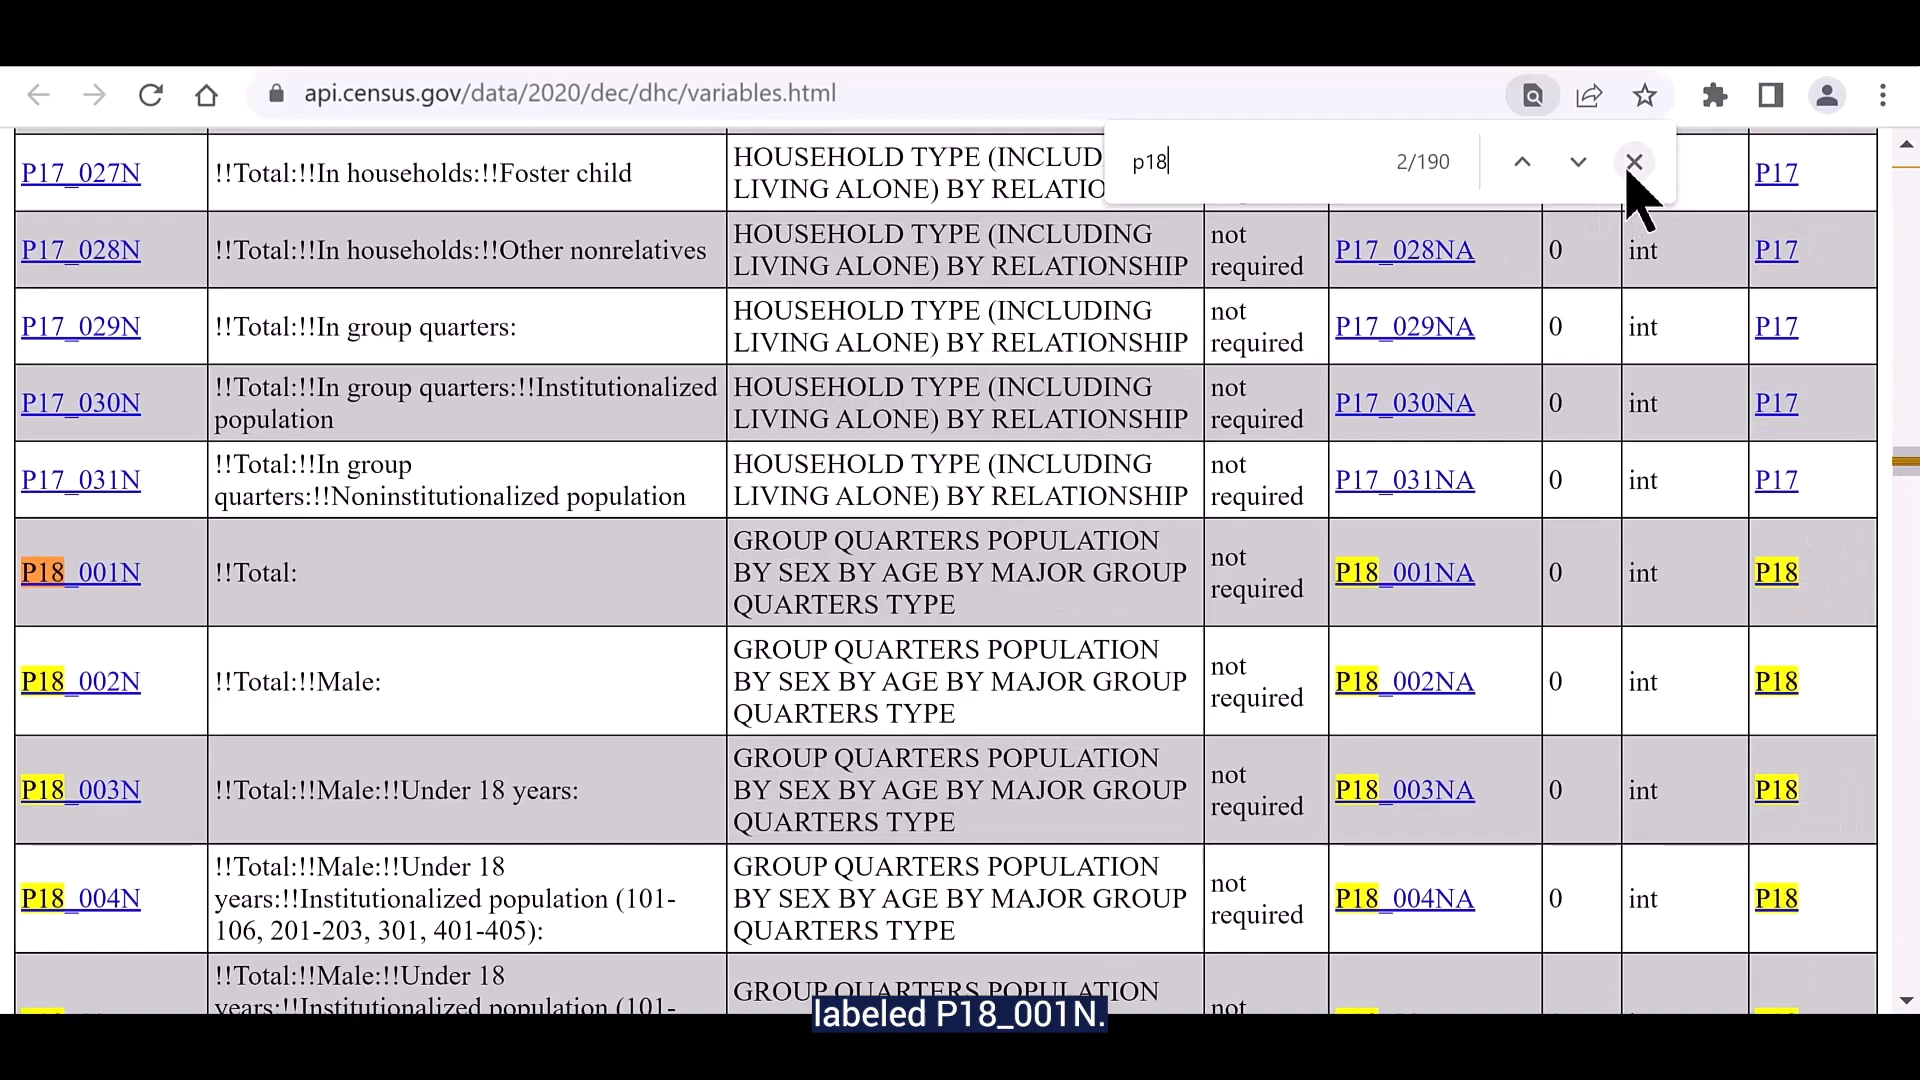 api.census.gov/data/2020/dec/dhc/variables.html
p18
2/190
P17_027N !!Total:!!In households:!!Foster child HOUSEHOLD TYPE (INCLUD P17
LIVING ALONE) BY RELATIO
P17_028N !!Total:!!In households:!!Other nonrelatives HOUSEHOLD TYPE (INCLUDING not P17_028NA 0 int P17
LIVING ALONE) BY RELATIONSHIP required
P17_029N !!Total:!!In group quarters: HOUSEHOLD TYPE (INCLUDING not P17_029NA 0 int P17
LIVING ALONE) BY RELATIONSHIP required
P17_030N !!Total:!!In group quarters:!!Institutionalized HOUSEHOLD TYPE (INCLUDING not P17_030NA 0 int P17
population LIVING ALONE) BY RELATIONSHIP required
P17_031N !!Total:!!In group HOUSEHOLD TYPE (INCLUDING not P17_031NA 0 int P17
quarters:!!Noninstitutionalized population LIVING ALONE) BY RELATIONSHIP required
GROUP QUARTERS POPULATION not
P18_001N !!Total: BY SEX BY AGE BY MAJOR GROUP P18_001NA 0 int P18
QUARTERS TYPE required
GROUP QUARTERS POPULATION not
P18_002N !!Total:!!Male: BY SEX BY AGE BY MAJOR GROUP P18_002NA 0 int P18
QUARTERS TYPE required
GROUP QUARTERS POPULATION not
P18_003N !!Total:!!Male:!!Under 18 years: BY SEX BY AGE BY MAJOR GROUP P18_003NA 0 int P18
QUARTERS TYPE required
!!Total:!!Male:!!Under 18 GROUP QUARTERS POPULATION not
P18_004N years:!!Institutionalized population (101- BY SEX BY AGE BY MAJOR GROUP P18_004NA 0 int P18
106, 201-203, 301, 401-405): QUARTERS TYPE required
!!Total:!!Male:!!Under 18 GROUP QUARTERS POPULATION
years:!!Institutionalized population (101- not
labeled P18_001N.